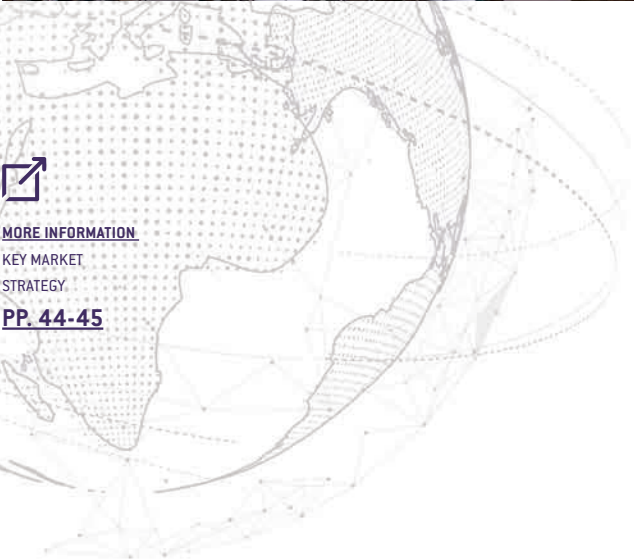 MORE INFORMATION
KEY MARKET
STRATEGY
PP. 44-45